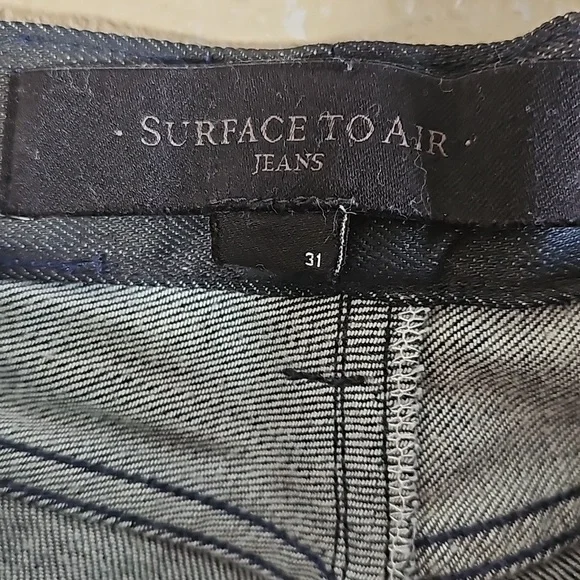 · SURFACE TO AIR ·
JEANS
31